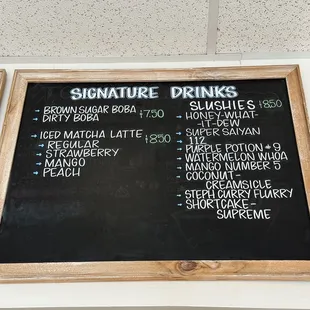 SIGNATURE DRINKS
BROWN SUGAR BOBA $7.50
DIRTY BOBA
ICED MATCHA LATTE $8.50
REGULAR
STRAWBERRY
MANGO
PEACH
SLUSHIES $8.50
HONEY-WHAT-
-IT-DEW
SUPER SAIYAN
112
PURPLE POTION #9
WATERMELON WHOA
MANGO NUMBER 5
COCONUT-
CREAMSICLE
STEPH CURRY FLURRY
SHORTCAKE-
SUPREME